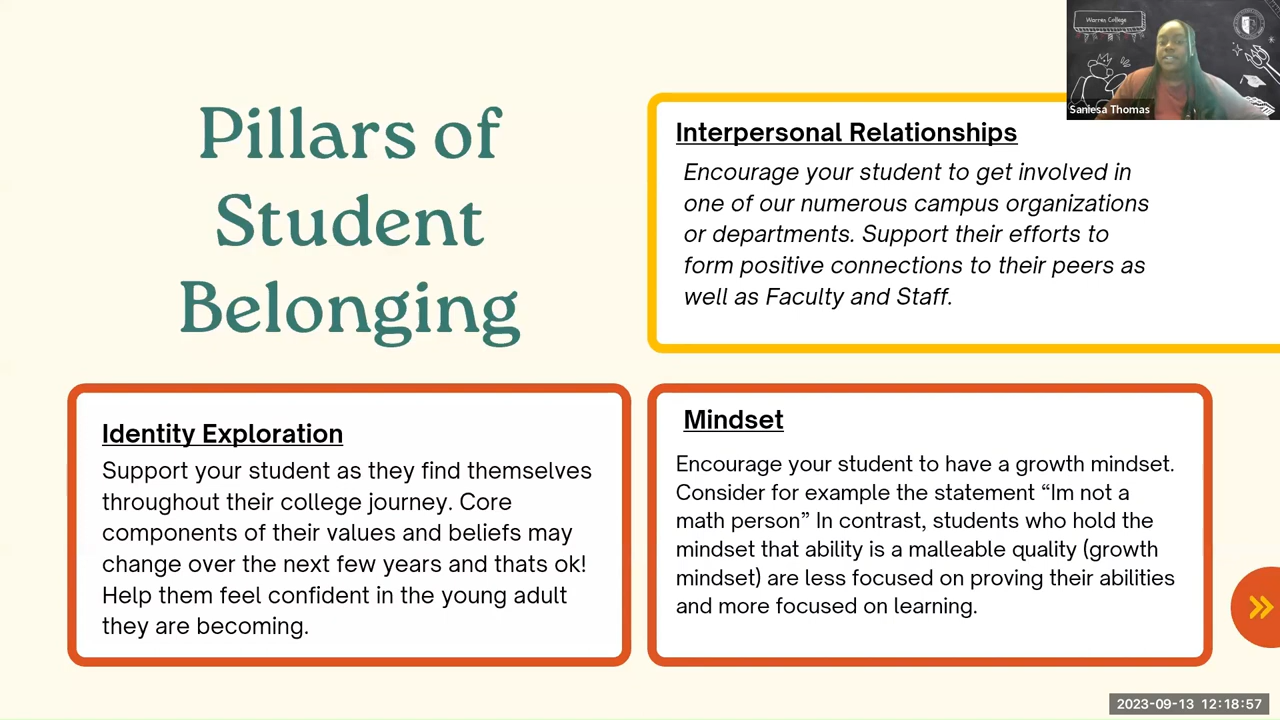 Warren College
Saniesa Thomas
Pillars of
Student
Belonging
Interpersonal Relationships
Encourage your student to get involved in
one of our numerous campus organizations
or departments. Support their efforts to
form positive connections to their peers as
well as Faculty and Staff.
Identity Exploration
Support your student as they find themselves
throughout their college journey. Core
components of their values and beliefs may
change over the next few years and thats ok!
Help them feel confident in the young adult
they are becoming.
Mindset
Encourage your student to have a growth mindset.
Consider for example the statement “Im not a
math person” In contrast, students who hold the
mindset that ability is a malleable quality (growth
mindset) are less focused on proving their abilities
and more focused on learning.
2023-09-13 12:18:57